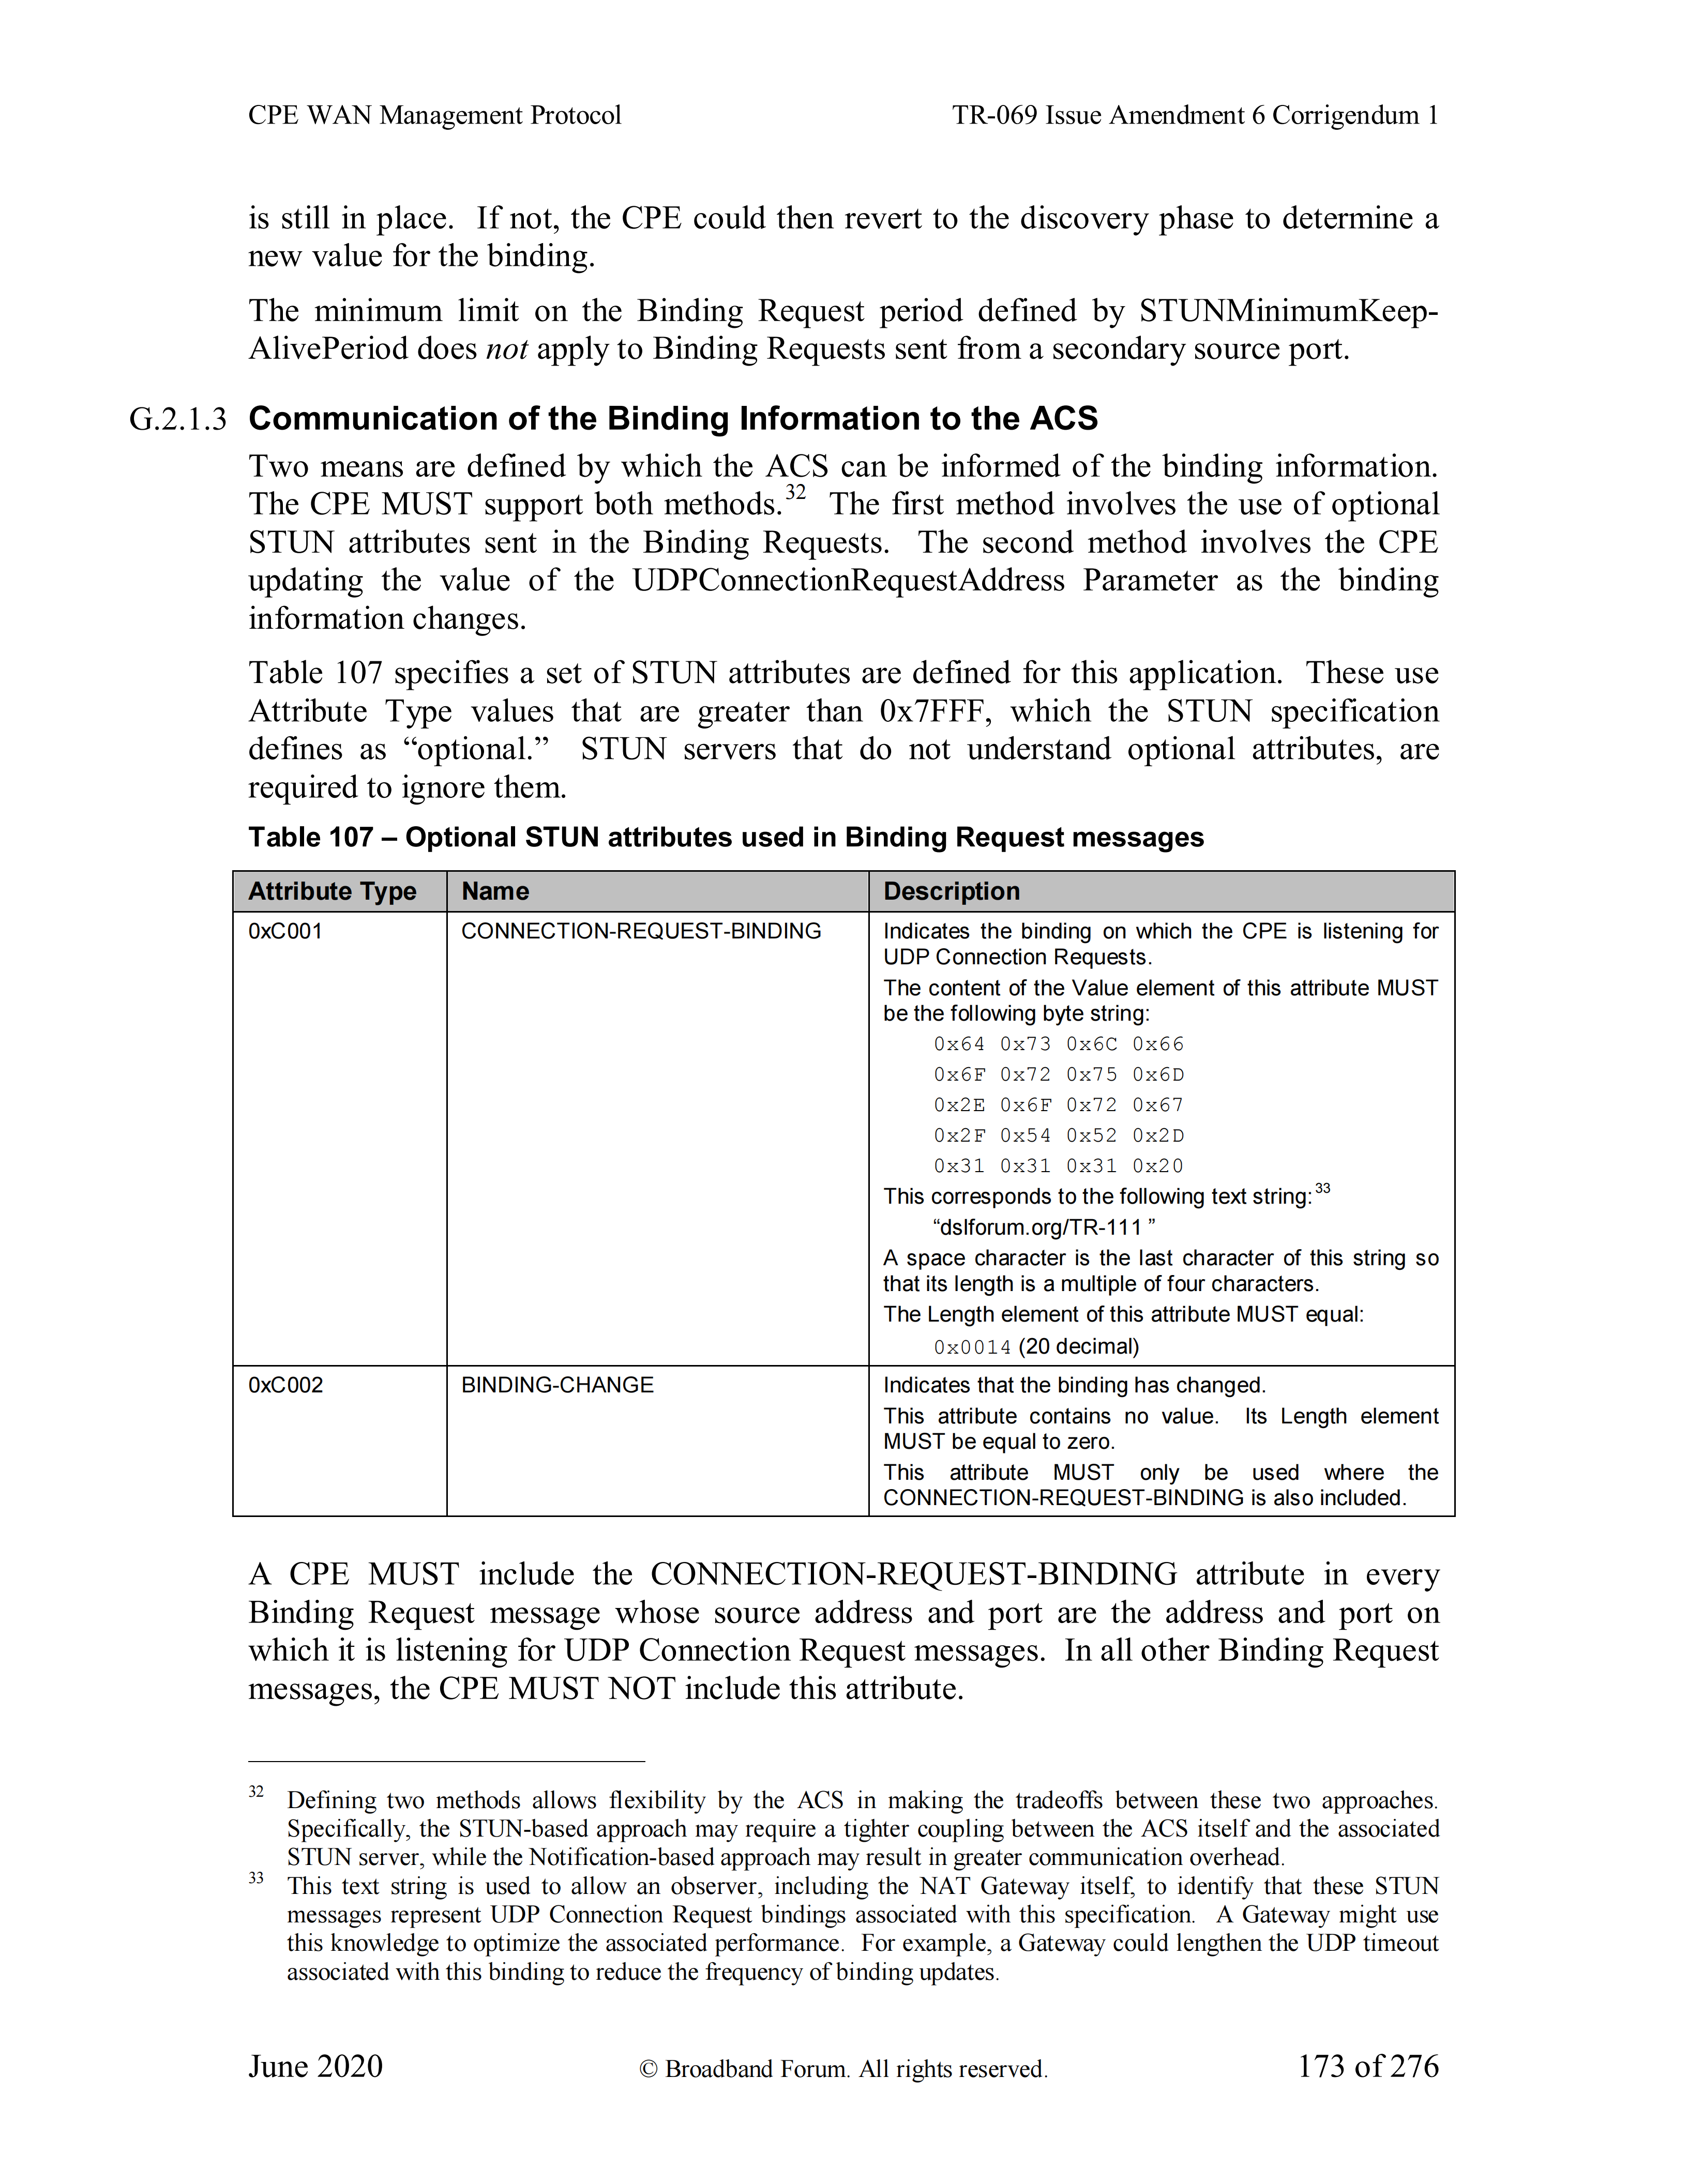 CPE WAN Management Protocol TR-069 Issue Amendment 6 Corrigendum 1
is still in place.  If not, the CPE could then revert to the discovery phase to determine a
new value for the binding.
The minimum limit on the Binding Request period defined by STUNMinimumKeep-
AlivePeriod does not apply to Binding Requests sent from a secondary source port.
G.2.1.3 Communication of the Binding Information to the ACS
Two means are defined by which the ACS can be informed of the binding information.
The CPE MUST support both methods.32  The first method involves the use of optional
STUN attributes sent in the Binding Requests.  The second method involves the CPE
updating the value of the UDPConnectionRequestAddress Parameter as the binding
information changes.
Table 107 specifies a set of STUN attributes are defined for this application.  These use
Attribute Type values that are greater than 0x7FFF, which the STUN specification
defines as “optional.”  STUN servers that do not understand optional attributes, are
required to ignore them.
Table 107 – Optional STUN attributes used in Binding Request messages
Attribute Type Name Description
0xC001 CONNECTION-REQUEST-BINDING Indicates the binding on which the CPE is listening for
UDP Connection Requests.
The content of the Value element of this attribute MUST
be the following byte string:
0x64 0x73 0x6C 0x66
0x6F 0x72 0x75 0x6D
0x2E 0x6F 0x72 0x67
0x2F 0x54 0x52 0x2D
0x31 0x31 0x31 0x20
This corresponds to the following text string:33
“dslforum.org/TR-111 ”
A space character is the last character of this string so
that its length is a multiple of four characters.
The Length element of this attribute MUST equal:
0x0014 (20 decimal)
0xC002 BINDING-CHANGE Indicates that the binding has changed.
This attribute contains no value.  Its Length element
MUST be equal to zero.
This attribute MUST only be used where the
CONNECTION-REQUEST-BINDING is also included.
A CPE MUST include the CONNECTION-REQUEST-BINDING attribute in every
Binding Request message whose source address and port are the address and port on
which it is listening for UDP Connection Request messages.  In all other Binding Request
messages, the CPE MUST NOT include this attribute.
32 Defining two methods allows flexibility by the ACS in making the tradeoffs between these two approaches.
Specifically, the STUN-based approach may require a tighter coupling between the ACS itself and the associated
STUN server, while the Notification-based approach may result in greater communication overhead.
33 This text string is used to allow an observer, including the NAT Gateway itself, to identify that these STUN
messages represent UDP Connection Request bindings associated with this specification.  A Gateway might use
this knowledge to optimize the associated performance.  For example, a Gateway could lengthen the UDP timeout
associated with this binding to reduce the frequency of binding updates.
June 2020 © Broadband Forum. All rights reserved. 173 of 276